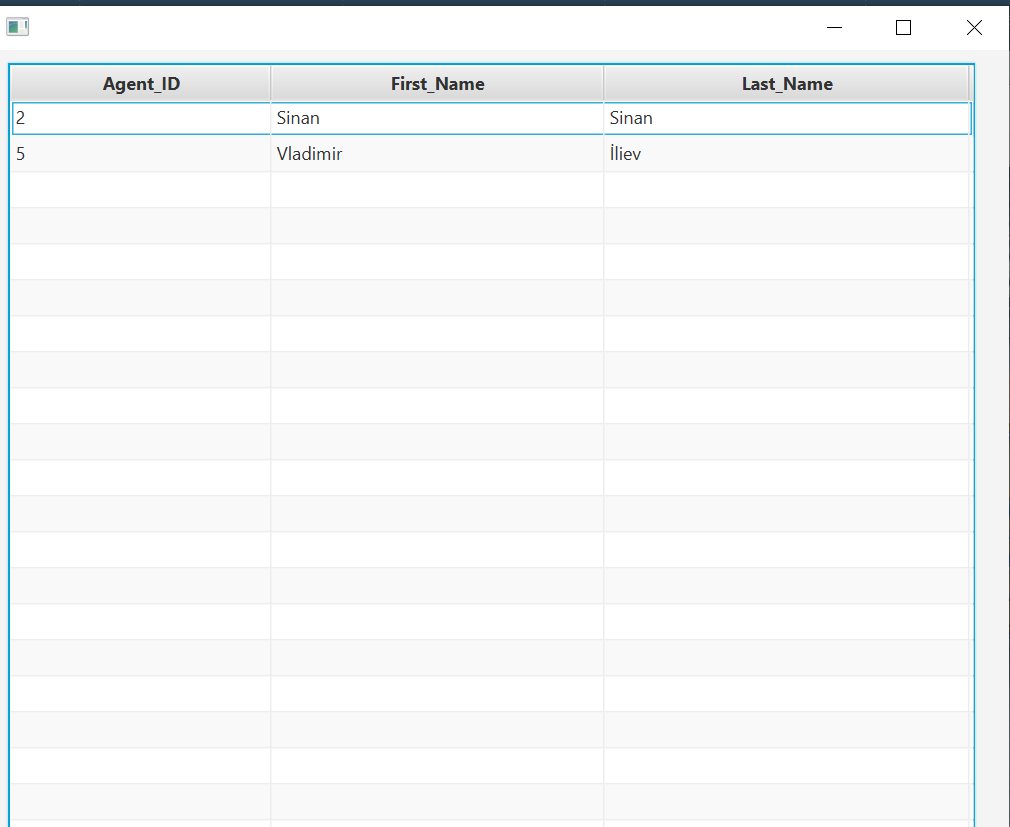 Agent_ID First_Name Last_Name
2 Sinan Sinan
5 Vladimir İliev